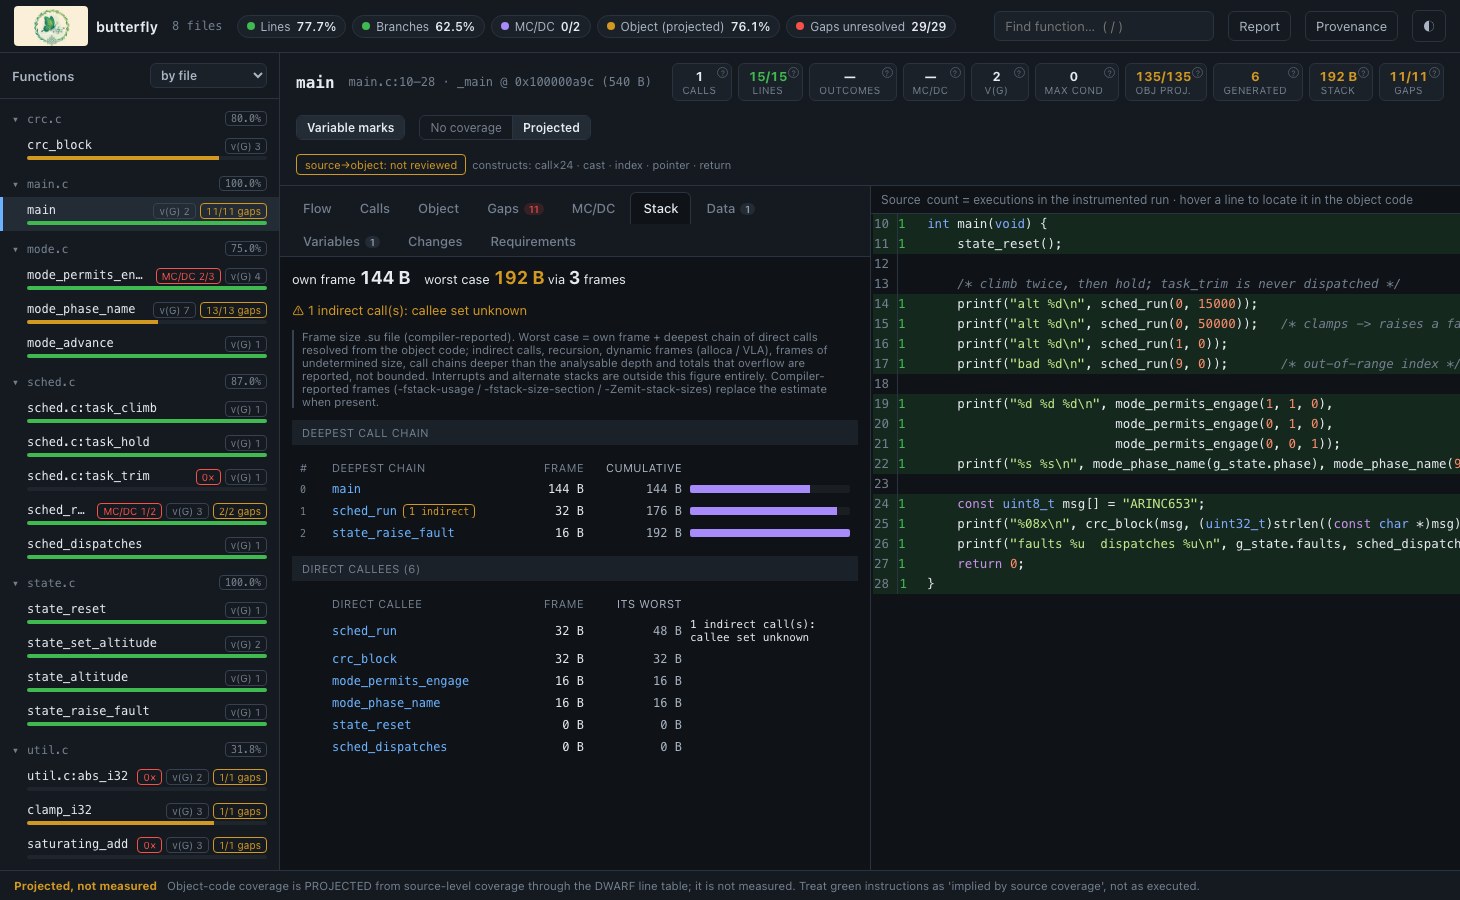 butterfly 8 files Lines 77.7% Branches 62.5% MC/DC 0/2 Object (projected) 76.1% Gaps unresolved 29/29 Find function... ( / ) Report Provenance
Functions by file
crc.c 80.0%
crc_block v(G) 3
main.c 100.0%
main v(G) 2 11/11 gaps
mode.c 75.0%
mode_permits_en... MC/DC 2/3 v(G) 4
mode_phase_name v(G) 7 13/13 gaps
mode_advance v(G) 1
sched.c 87.0%
sched.c:task_climb v(G) 1
sched.c:task_hold v(G) 1
sched.c:task_trim 0× v(G) 1
sched_r... MC/DC 1/2 v(G) 3 2/2 gaps
sched_dispatches v(G) 1
state.c 100.0%
state_reset v(G) 1
state_set_altitude v(G) 2
state_altitude v(G) 1
state_raise_fault v(G) 1
util.c 31.8%
util.c:abs_i32 0× v(G) 2 1/1 gaps
clamp_i32 v(G) 3 1/1 gaps
saturating_add 0× v(G) 3 1/1 gaps
main main.c:10–28 · _main @ 0x100000a9c (540 B)
1 CALLS
15/15 LINES
— OUTCOMES
— MC/DC
2 V(G)
0 MAX COND
135/135 OBJ PROJ.
6 GENERATED
192 B STACK
11/11 GAPS
Variable marks No coverage Projected
source→object: not reviewed constructs: call×24 · cast · index · pointer · return
Flow Calls Object Gaps 11 MC/DC Stack Data 1
Variables 1 Changes Requirements
own frame 144 B worst case 192 B via 3 frames
⚠ 1 indirect call(s): callee set unknown
Frame size .su file (compiler-reported). Worst case = own frame + deepest chain of direct calls
resolved from the object code; indirect calls, recursion, dynamic frames (alloca / VLA), frames of
undetermined size, call chains deeper than the analysable depth and totals that overflow are
reported, not bounded. Interrupts and alternate stacks are outside this figure entirely. Compiler-
reported frames (-fstack-usage / -fstack-size-section / -Zemit-stack-sizes) replace the estimate
when present.
DEEPEST CALL CHAIN
# DEEPEST CHAIN FRAME CUMULATIVE
0 main 144 B 144 B
1 sched_run 1 indirect 32 B 176 B
2 state_raise_fault 16 B 192 B
DIRECT CALLEES (6)
DIRECT CALLEE FRAME ITS WORST
sched_run 32 B 48 B 1 indirect call(s):
callee set unknown
crc_block 32 B 32 B
mode_permits_engage 16 B 16 B
mode_phase_name 16 B 16 B
state_reset 0 B 0 B
sched_dispatches 0 B 0 B
Source count = executions in the instrumented run · hover a line to locate it in the object code
10 1 int main(void) {
11 1 state_reset();
12
13 /* climb twice, then hold; task_trim is never dispatched */
14 1 printf("alt %d\n", sched_run(0, 15000));
15 1 printf("alt %d\n", sched_run(0, 50000)); /* clamps -> raises a fa
16 1 printf("alt %d\n", sched_run(1, 0));
17 1 printf("bad %d\n", sched_run(9, 0)); /* out-of-range index */
18
19 1 printf("%d %d %d\n", mode_permits_engage(1, 1, 0),
20 1 mode_permits_engage(0, 1, 0),
21 1 mode_permits_engage(0, 0, 1));
22 1 printf("%s %s\n", mode_phase_name(g_state.phase), mode_phase_name(9
23
24 1 const uint8_t msg[] = "ARINC653";
25 1 printf("%08x\n", crc_block(msg, (uint32_t)strlen((const char *)msg)
26 1 printf("faults %u  dispatches %u\n", g_state.faults, sched_dispatch
27 1 return 0;
28 1 }
Projected, not measured Object-code coverage is PROJECTED from source-level coverage through the DWARF line table; it is not measured. Treat green instructions as 'implied by source coverage', not as executed.